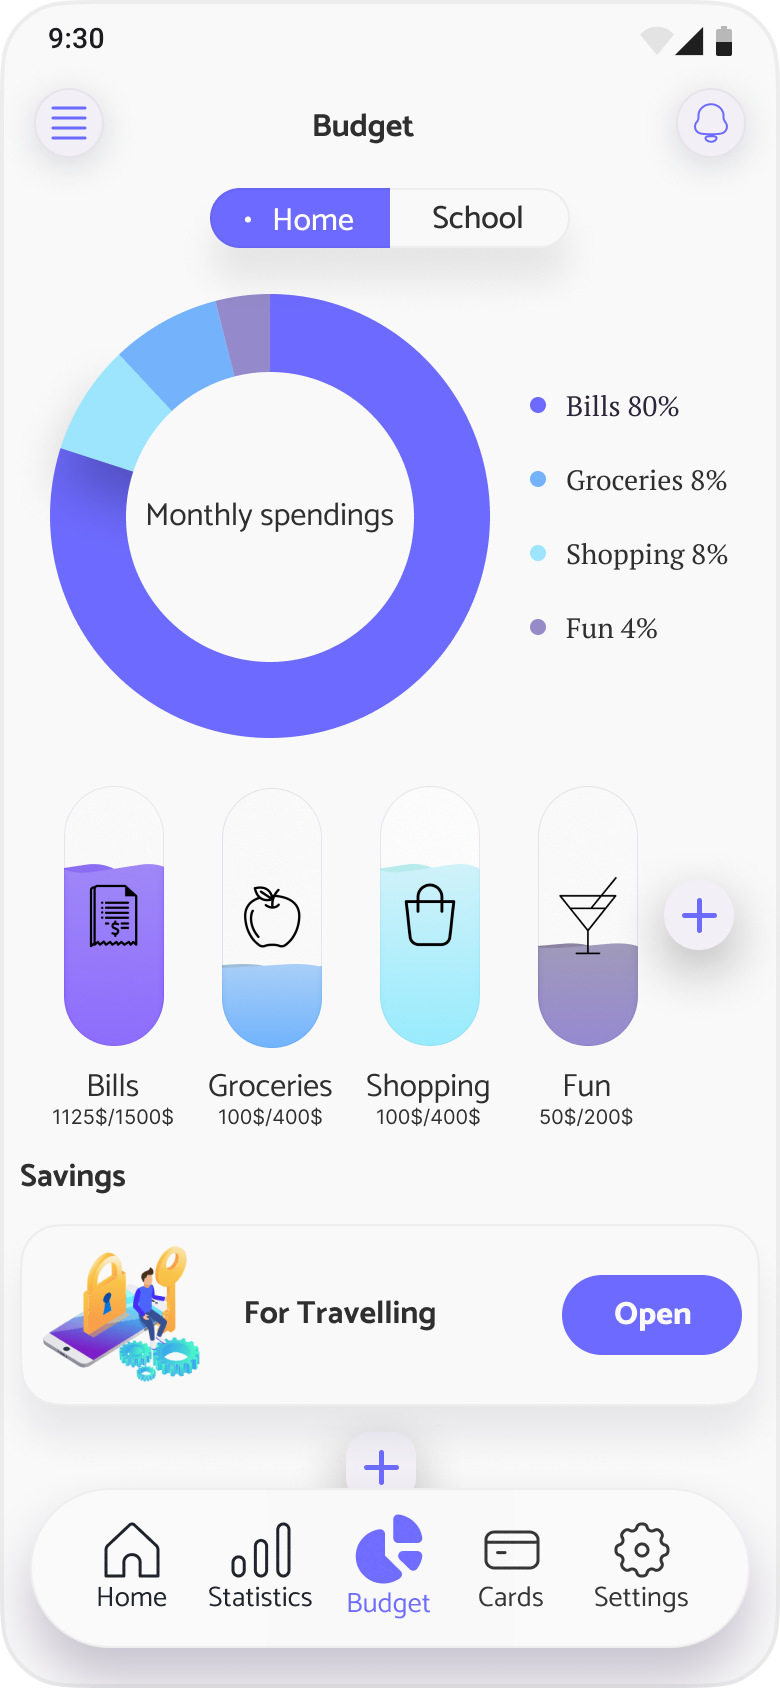 9:30
Budget
Home
School
Monthly spendings
Bills 80%
Groceries 8%
Shopping 8%
Fun 4%
$
Bills
Groceries
Shopping
Fun
1125$/1500$
100$/400$
100$/400$
50$/200$
Savings
For Travelling
Open
Home
Statistics
Budget
Cards
Settings